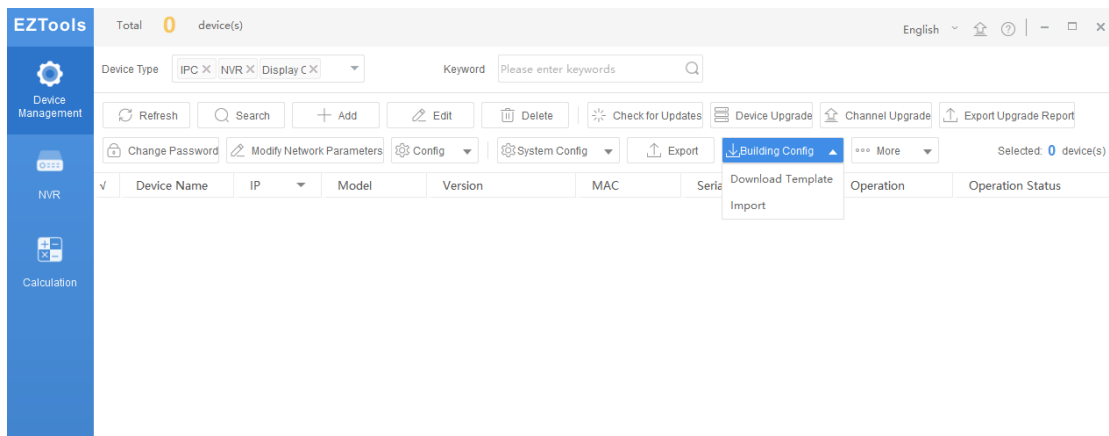 EZTools Total 0 device(s) English
Device Type IPC NVR Display C Keyword Please enter keywords
Device Management
Refresh Search Add Edit Delete Check for Updates Device Upgrade Channel Upgrade Export Upgrade Report
Change Password Modify Network Parameters Config System Config Export Building Config More Selected: 0 device(s)
NVR
√ Device Name IP Model Version MAC Seria Operation Operation Status
Download Template
Import
Calculation